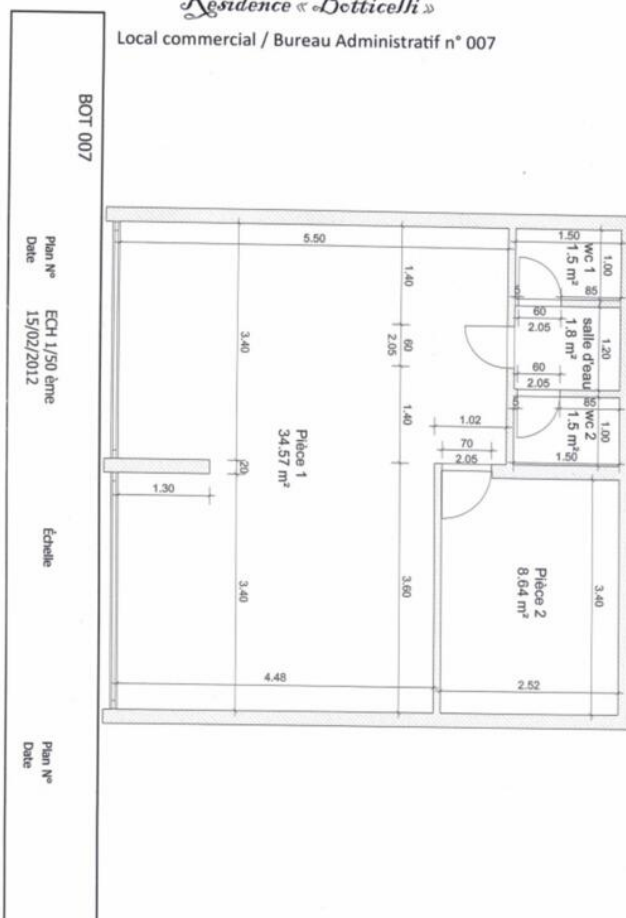 Résidence « Botticelli »
Local commercial / Bureau Administratif n° 007
BOT 007
Plan N°
Date
ECH 1/50 ème
15/02/2012
Échelle
Plan N°
Date
5.50
1.50
1.00
wc 1
1.5 m²
5
85
60
2.05
salle d'eau
1.8 m²
1.20
60
2.05
5
85
wc 2
1.5 m²
1.00
1.50
1.40
60
2.05
1.40
3.40
1.02
70
2.05
Pièce 1
34.57 m²
20
1.30
3.40
3.60
Pièce 2
8.64 m²
3.40
4.48
2.52